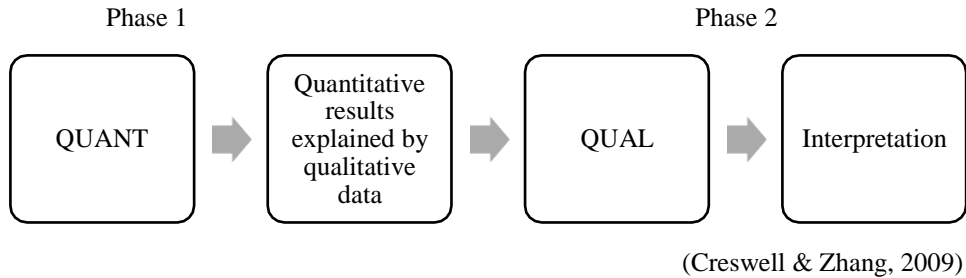 Phase 1
Phase 2
QUANT
Quantitative
results
explained by
qualitative
data
QUAL
Interpretation
(Creswell & Zhang, 2009)